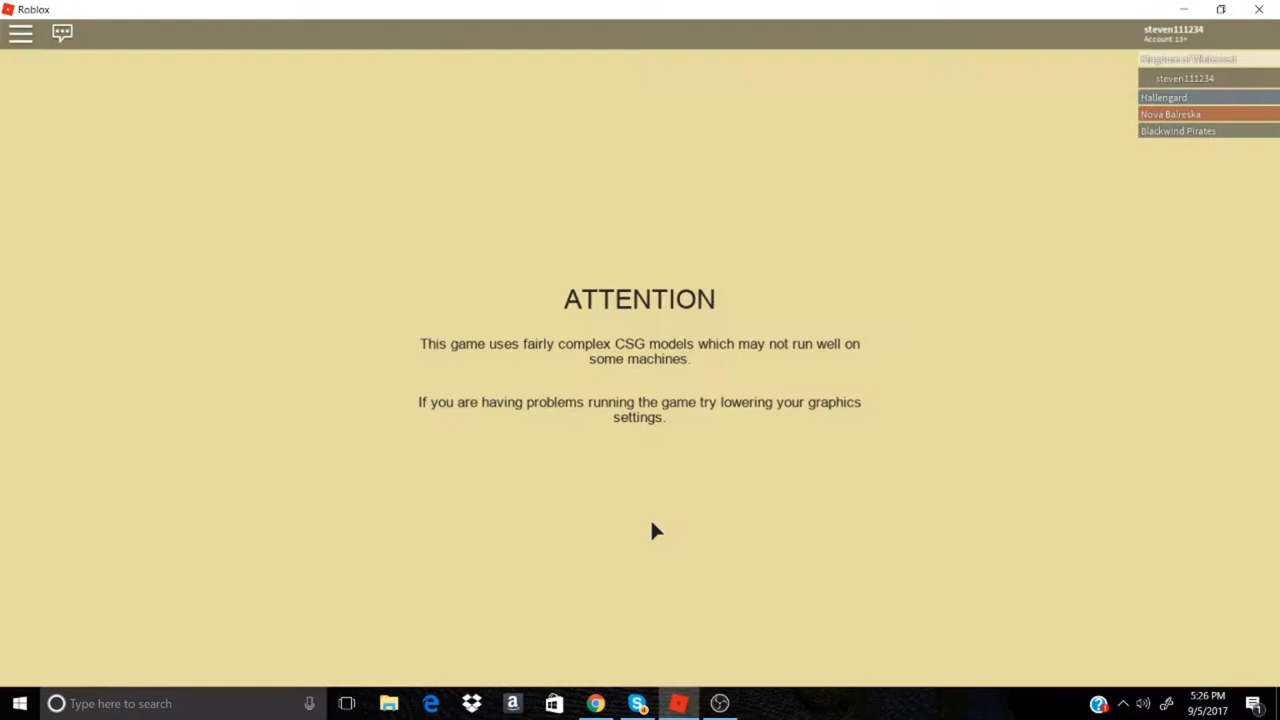 Roblox
steven111234
Account: 13+
steven111234
Hallengard
Nova Balreska
Blackwind Pirates
ATTENTION
This game uses fairly complex CSG models which may not run well on
some machines.
If you are having problems running the game try lowering your graphics
settings.
Type here to search
5:26 PM
9/5/2017